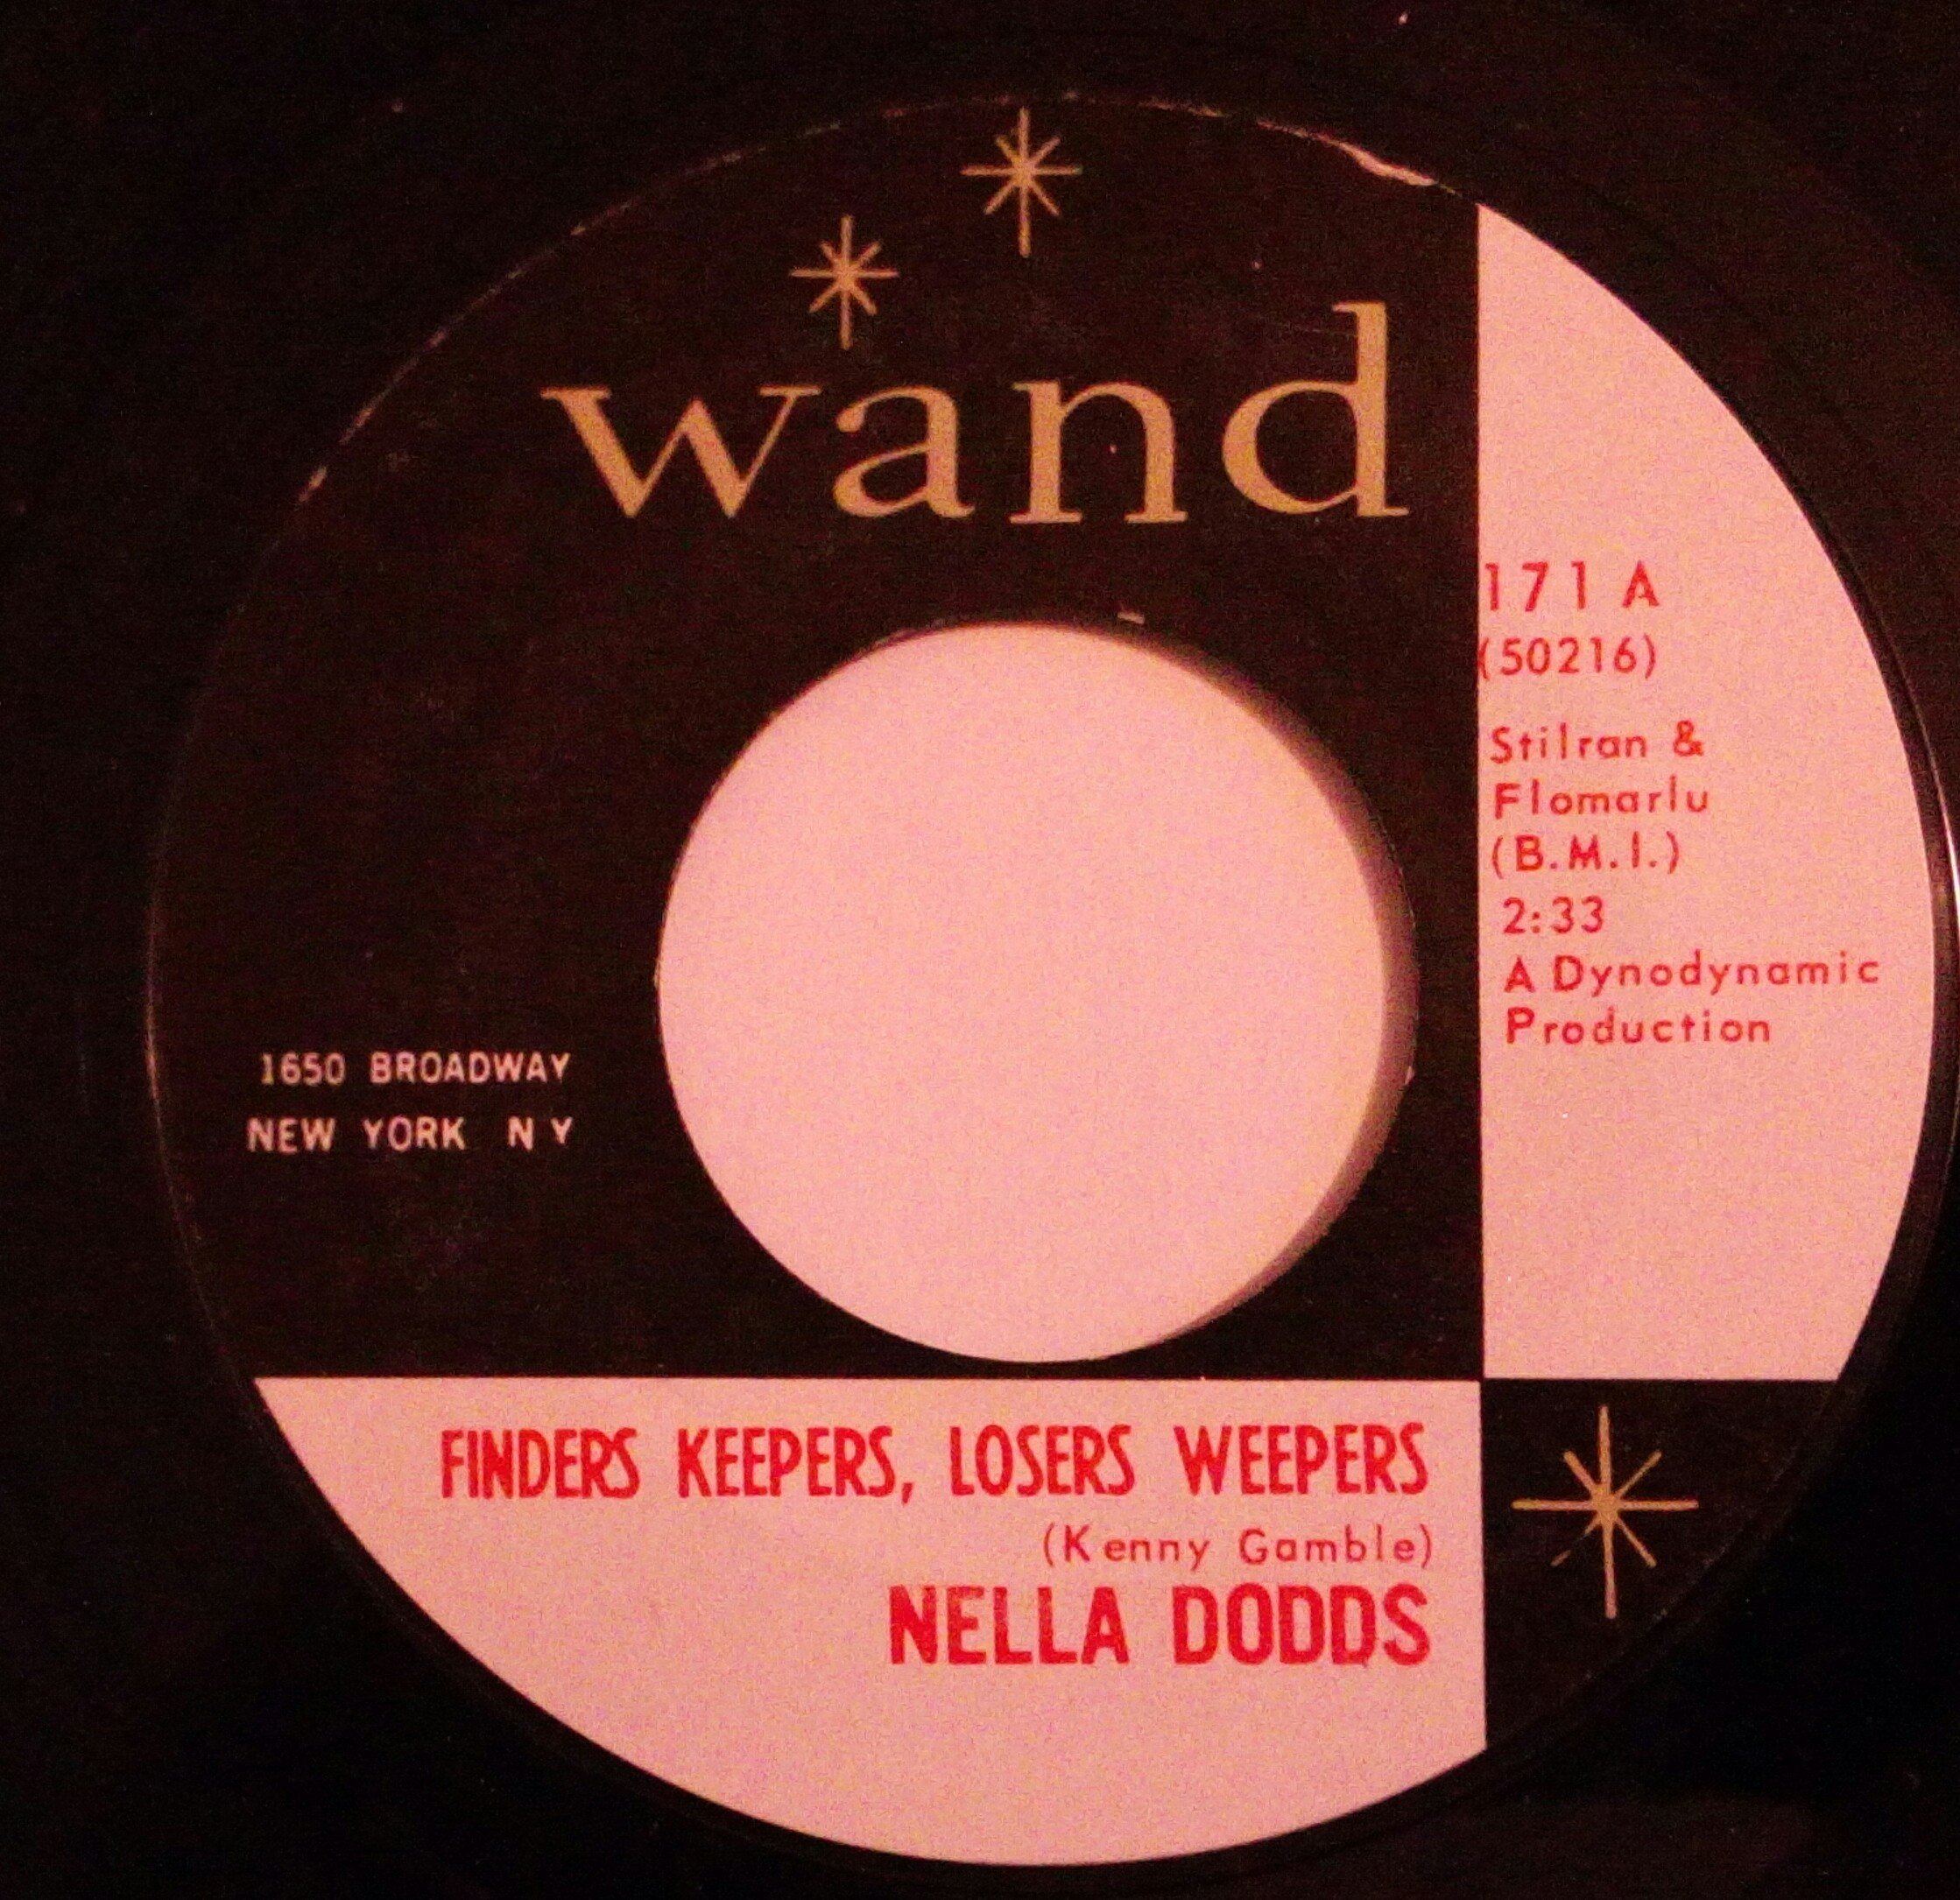 wand
171 A
(50216)
Stilran &
Flomarlu
(B.M.I.)
2:33
A Dynodynamic
Production
1650 BROADWAY
NEW YORK N Y
FINDERS KEEPERS, LOSERS WEEPERS
(Kenny Gamble)
NELLA DODDS